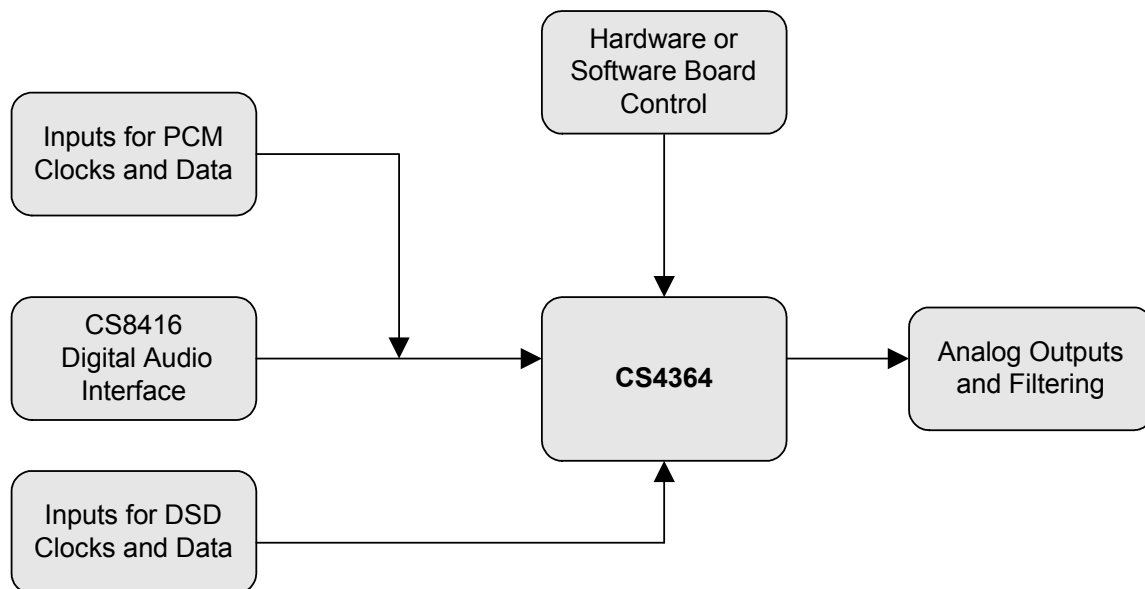 Hardware or
Software Board
Control
Inputs for PCM
Clocks and Data
CS8416
Digital Audio
Interface
CS4364
Analog Outputs
and Filtering
Inputs for DSD
Clocks and Data